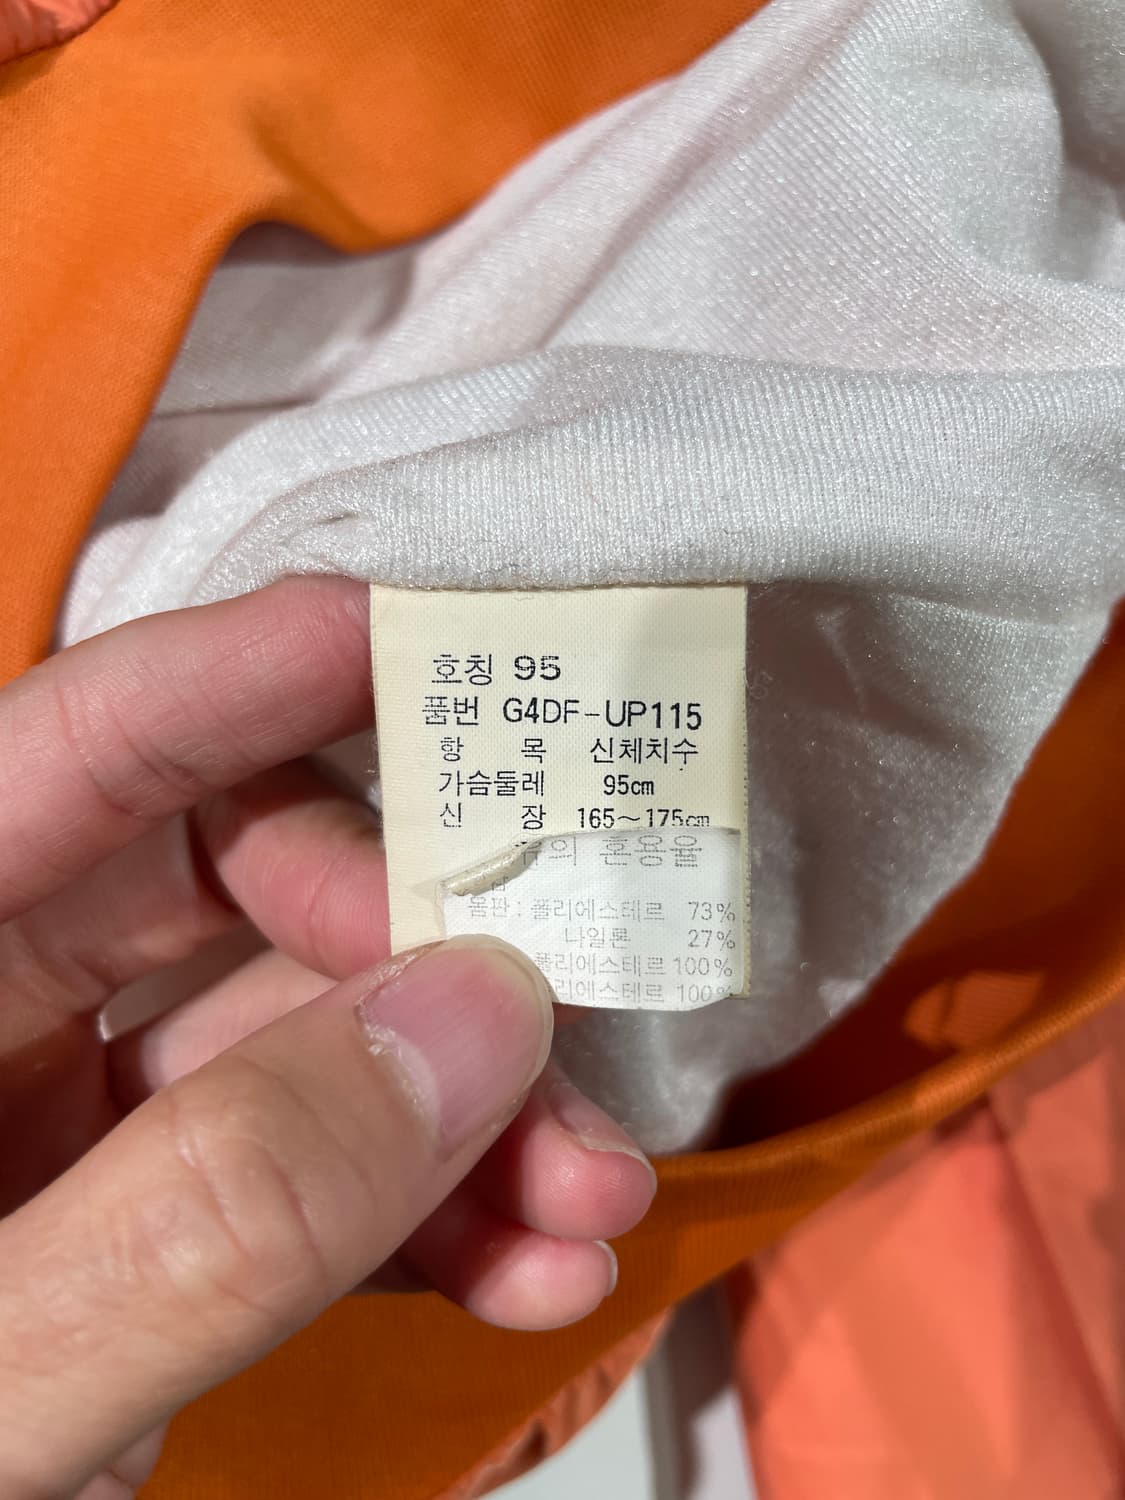 호칭 95
품번 G4DF-UP115
항 목 신체치수
가슴둘레 95cm
신 장 165~175cm
혼용율
몸판 : 폴리에스테르 73%
나일론 27%
폴리에스테르 100%
폴리에스테르 100%